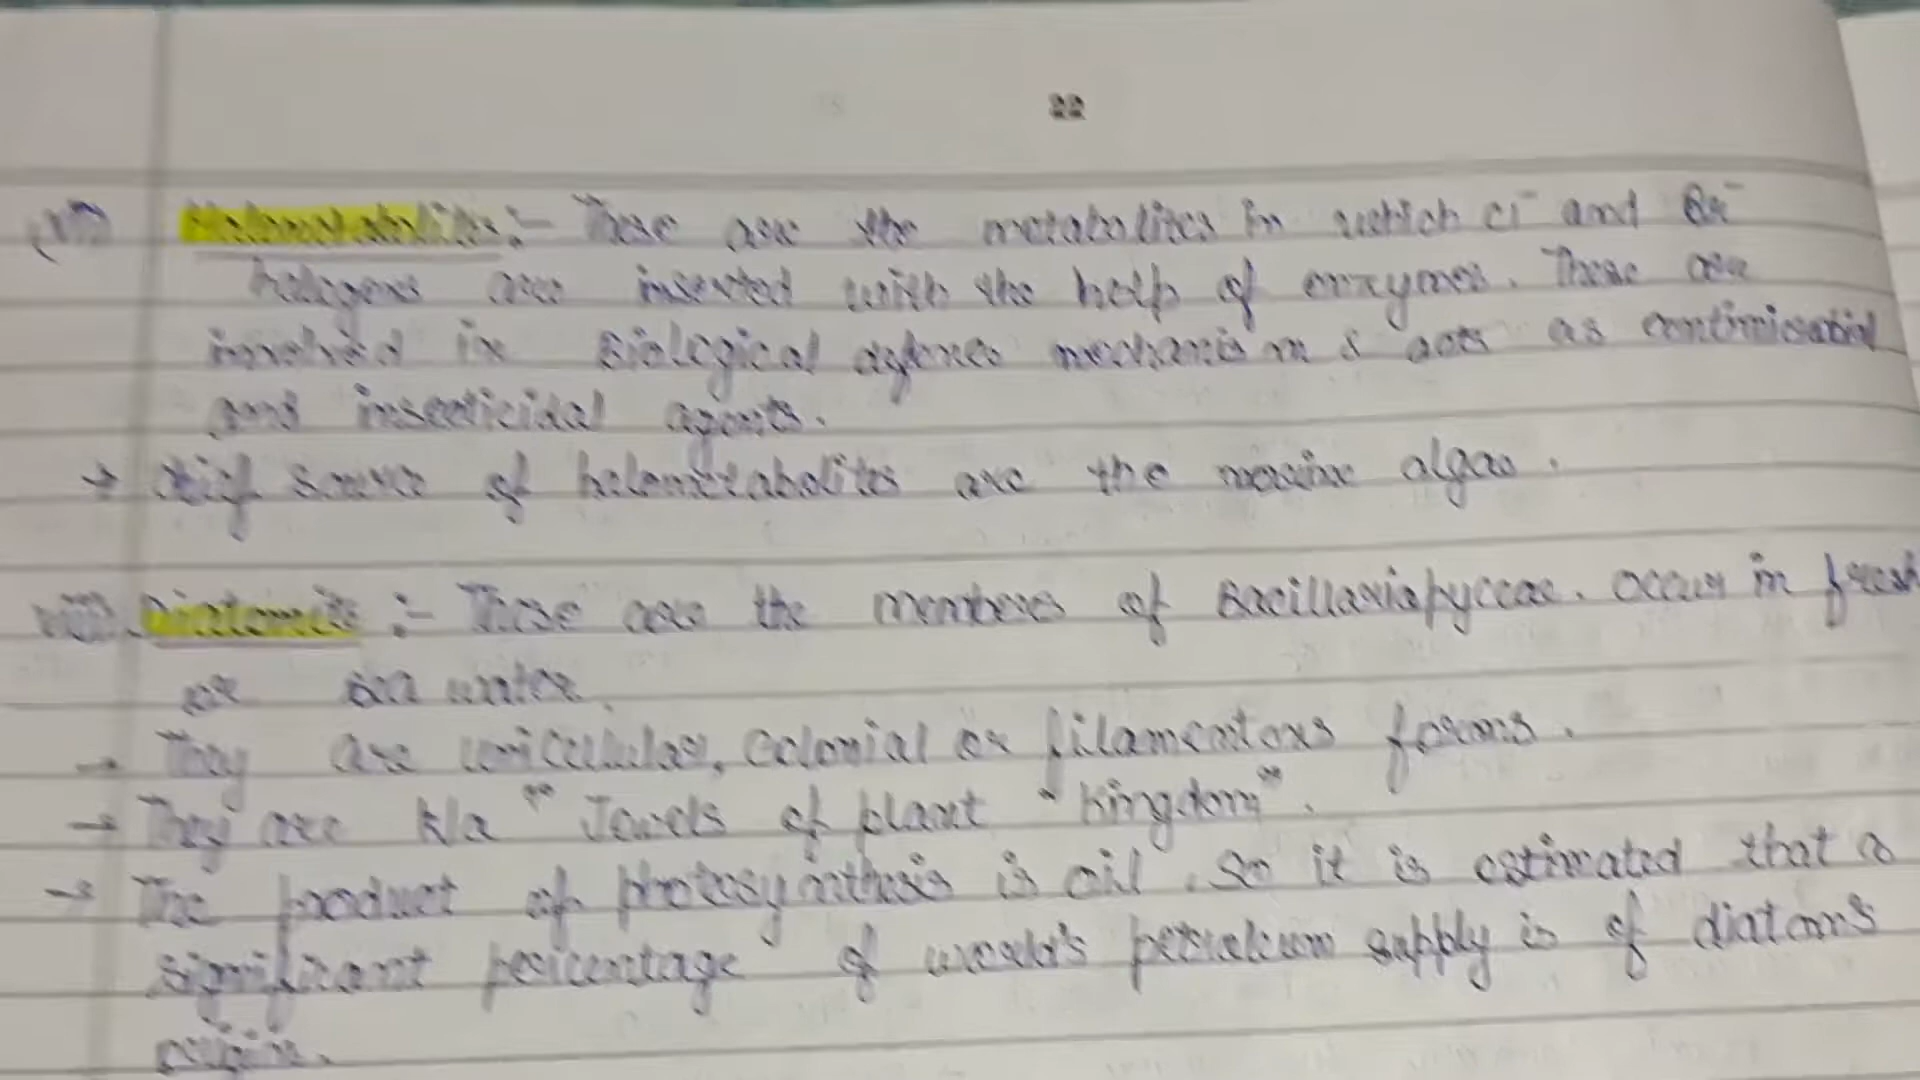 22
(vii) Halometabolites :- These are the metabolites in which Cl⁻ and Br⁻
halogens are inserted with the help of enzymes. These are
involved in Biological defence mechanism & acts as antimicrobial
and insecticidal agents.
→ Chief source of halometabolites are the marine algae.
viii). Diatomite :- These are the members of Bacillariapyceae. Occur in fresh
or sea water.
→ They are unicellular, colonial or filamentous forms.
→ They are k/a "Jewels of plant "Kingdom".
→ The product of photosynthesis is oil. So it is estimated that a
significant percentage of world's petroleum supply is of diatoms
origin.